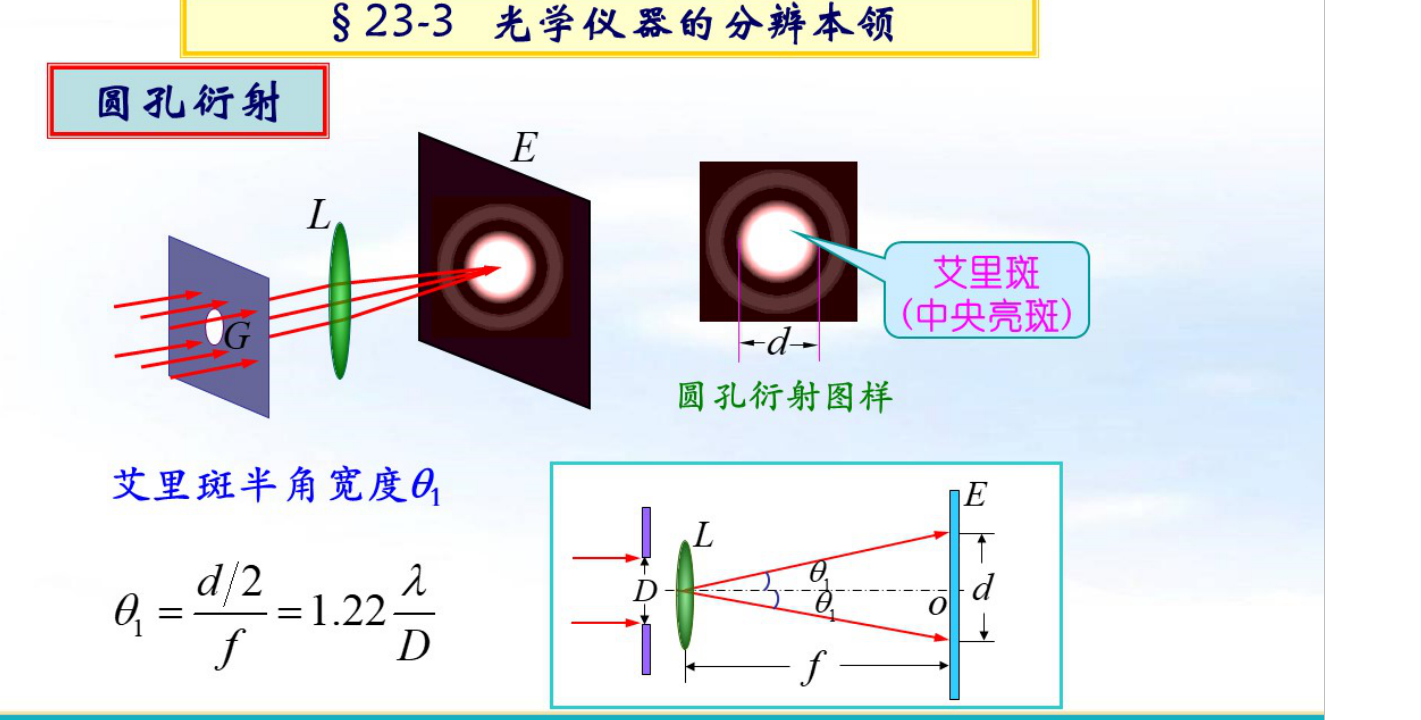 §23-3 光学仪器的分辨本领
圆孔衍射
E
L
G
艾里斑
(中央亮斑)
d
圆孔衍射图样
艾里斑半角宽度θ₁
θ₁ = (d/2)/f = 1.22 λ/D
E
L
D
θ₁
θ₁
o
d
f